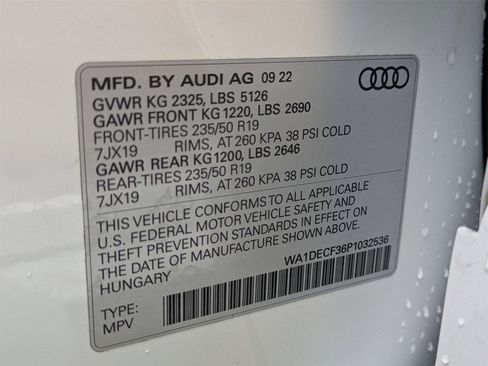 MFD. BY AUDI AG 09 22
GVWR KG 2325, LBS 5126
GAWR FRONT KG 1220, LBS 2690
FRONT-TIRES 235/50 R19
7JX19 RIMS, AT 260 KPA 38 PSI COLD
GAWR REAR KG1200, LBS 2646
REAR-TIRES 235/50 R19
7JX19 RIMS, AT 260 KPA 38 PSI COLD
THIS VEHICLE CONFORMS TO ALL APPLICABLE
U.S. FEDERAL MOTOR VEHICLE SAFETY AND
THEFT PREVENTION STANDARDS IN EFFECT ON
THE DATE OF MANUFACTURE SHOWN ABOVE
HUNGARY WA1DECF36P1032536
TYPE:
MPV